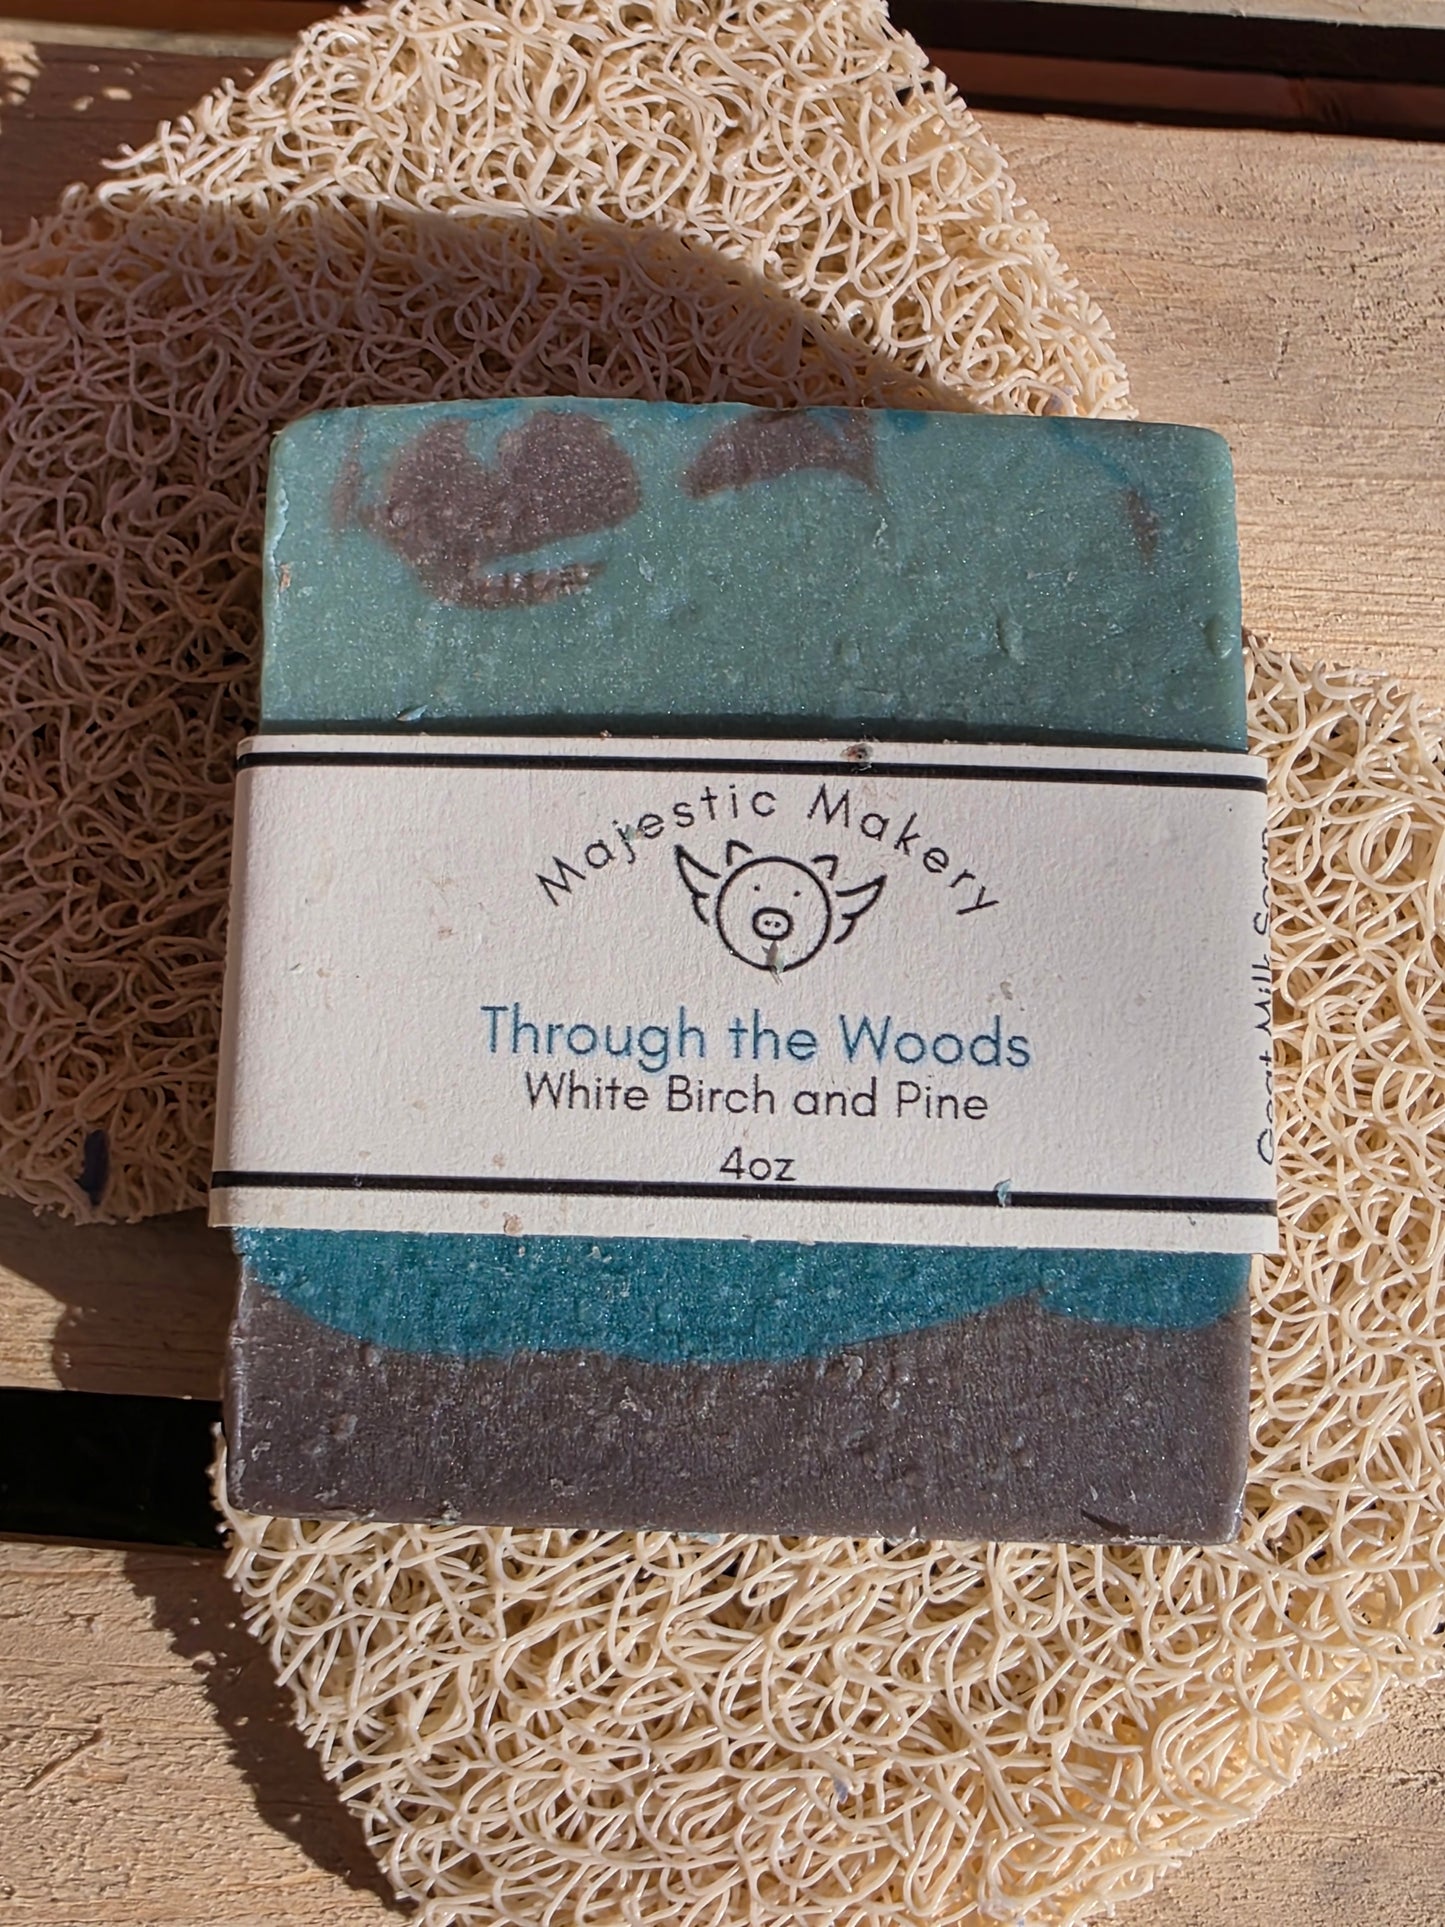 Majestic Makery
Through the Woods
White Birch and Pine
4oz
Goat Milk Soap